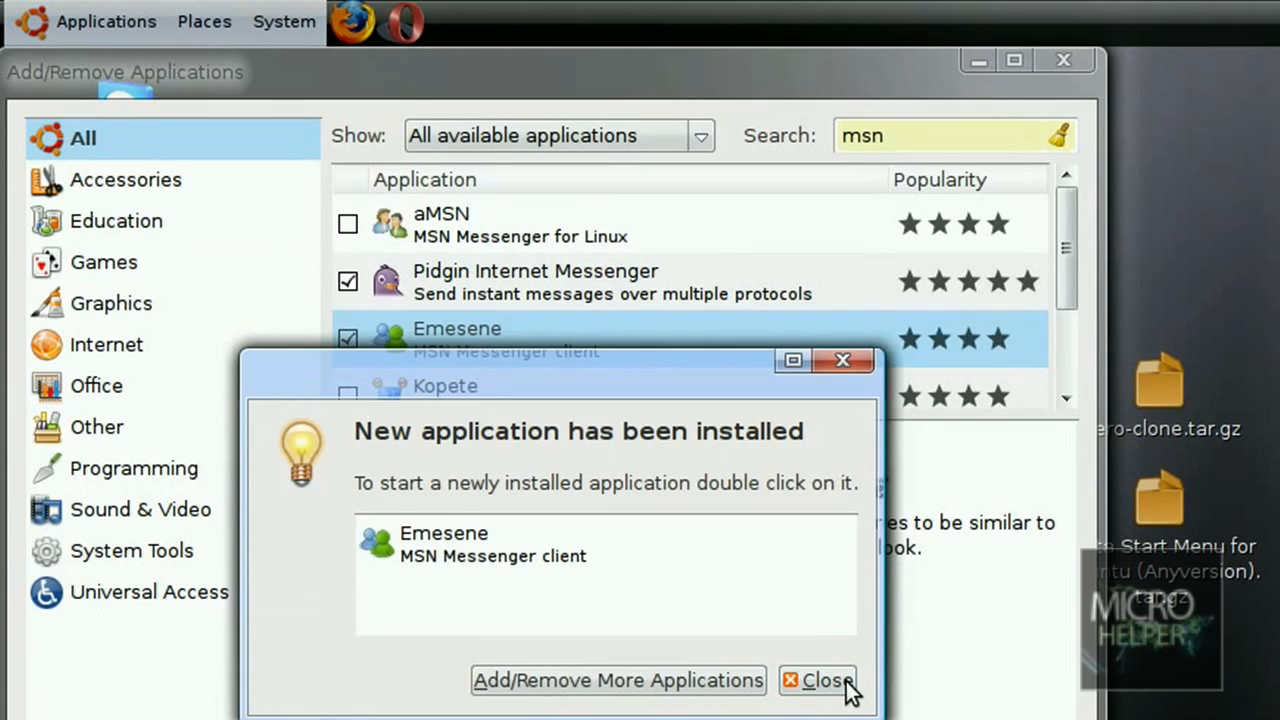 Applications Places System
Add/Remove Applications
All
Accessories
Education
Games
Graphics
Internet
Office
Other
Programming
Sound & Video
System Tools
Universal Access
Show: All available applications Search: msn
Application Popularity
aMSN
MSN Messenger for Linux
Pidgin Internet Messenger
Send instant messages over multiple protocols
Emesene
MSN Messenger client
Kopete
New application has been installed
To start a newly installed application double click on it.
Emesene
MSN Messenger client
Add/Remove More Applications Close
to be similar to
look.
ero-clone.tar.gz
Start Menu for
(Anyversion).
MICRO
HELPER